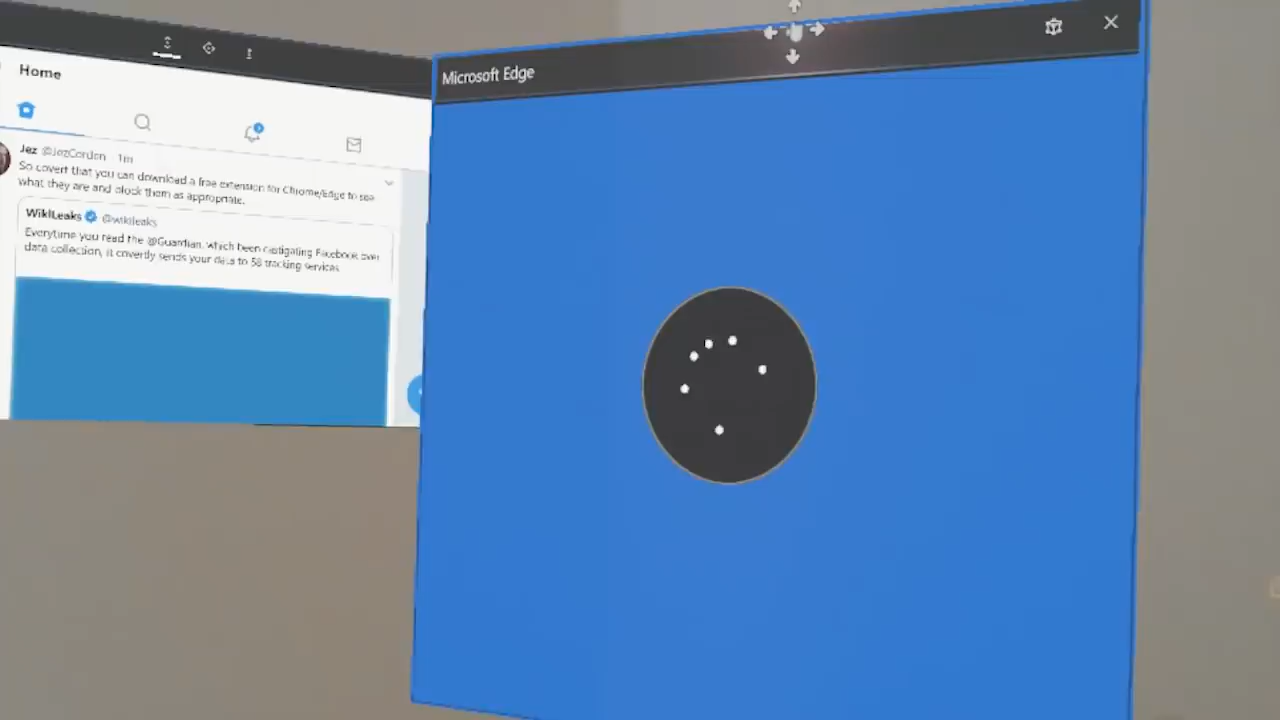 Home
Jez @JezCorden · 1m
So covert that you can download a free extension for Chrome/Edge to see
what they are and block them as appropriate.
WikiLeaks @wikileaks
Everytime you read the @Guardian, which been castigating Facebook over
data collection, it covertly sends your data to 58 tracking services
Microsoft Edge